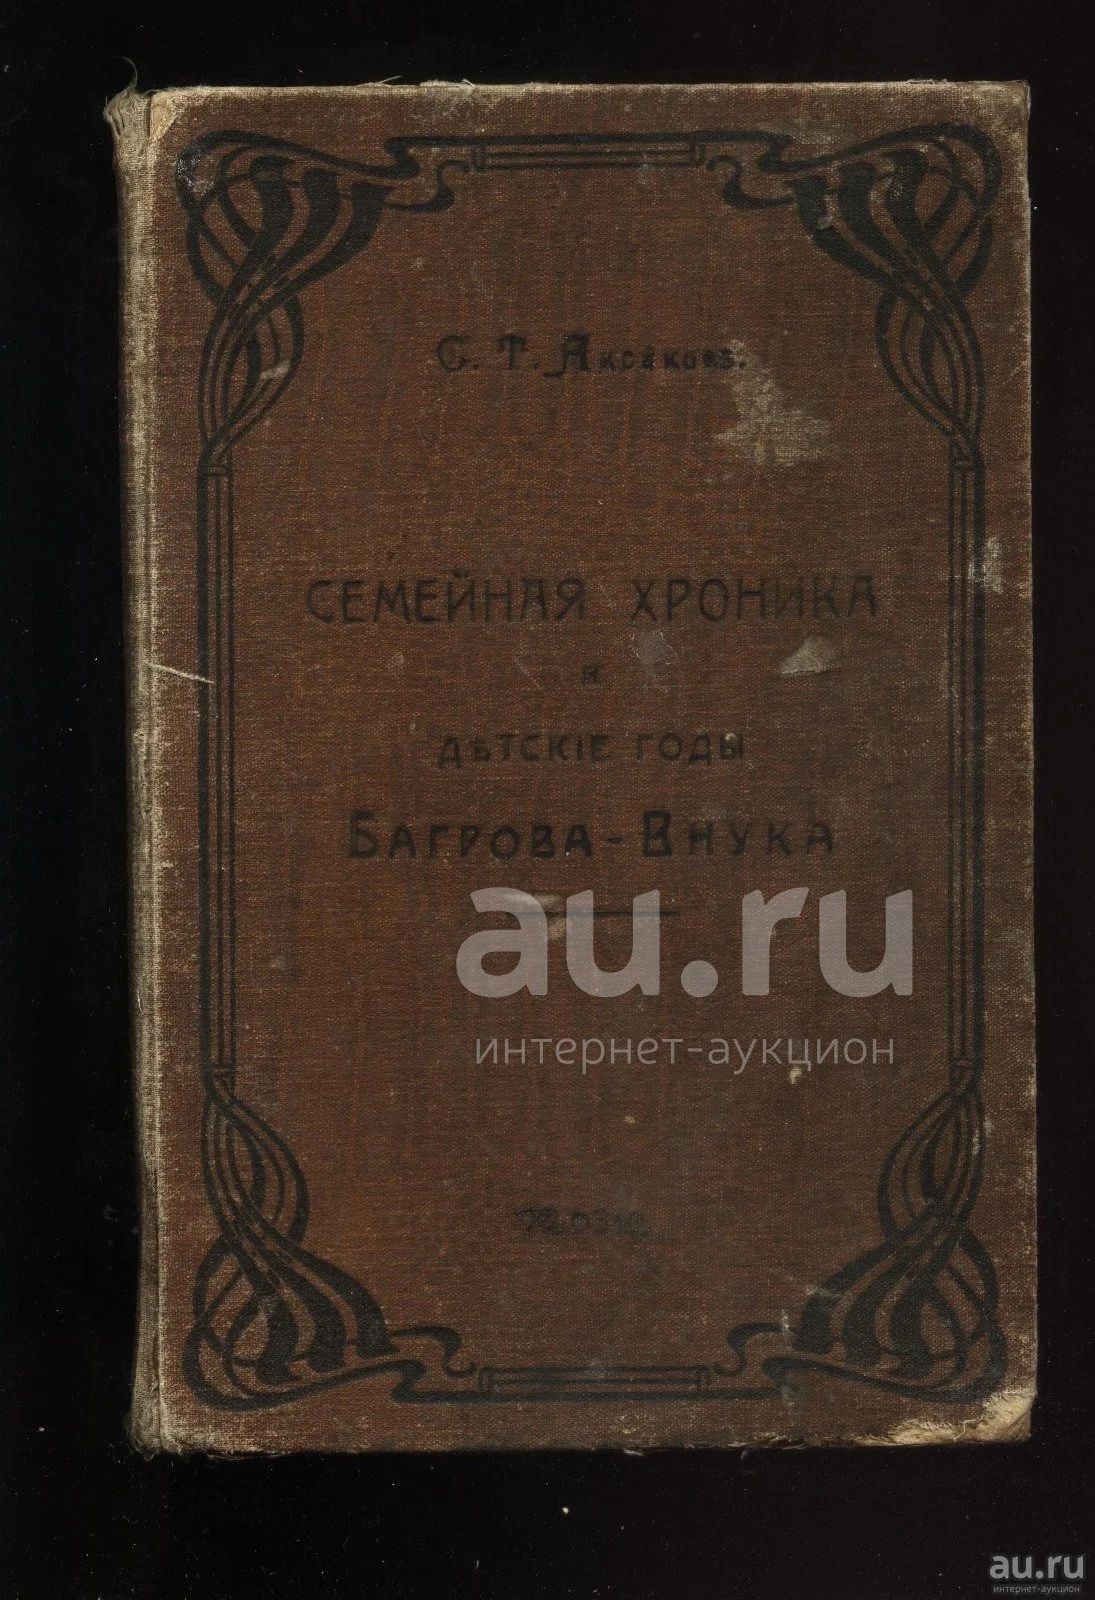 С. Т. Аксаковъ.
СЕМЕЙНАЯ ХРОНИКА
и
ДѢТСКІЕ ГОДЫ
БАГРОВА-ВНУКА
au.ru
интернет-аукцион
au.ru
интернет-аукцион